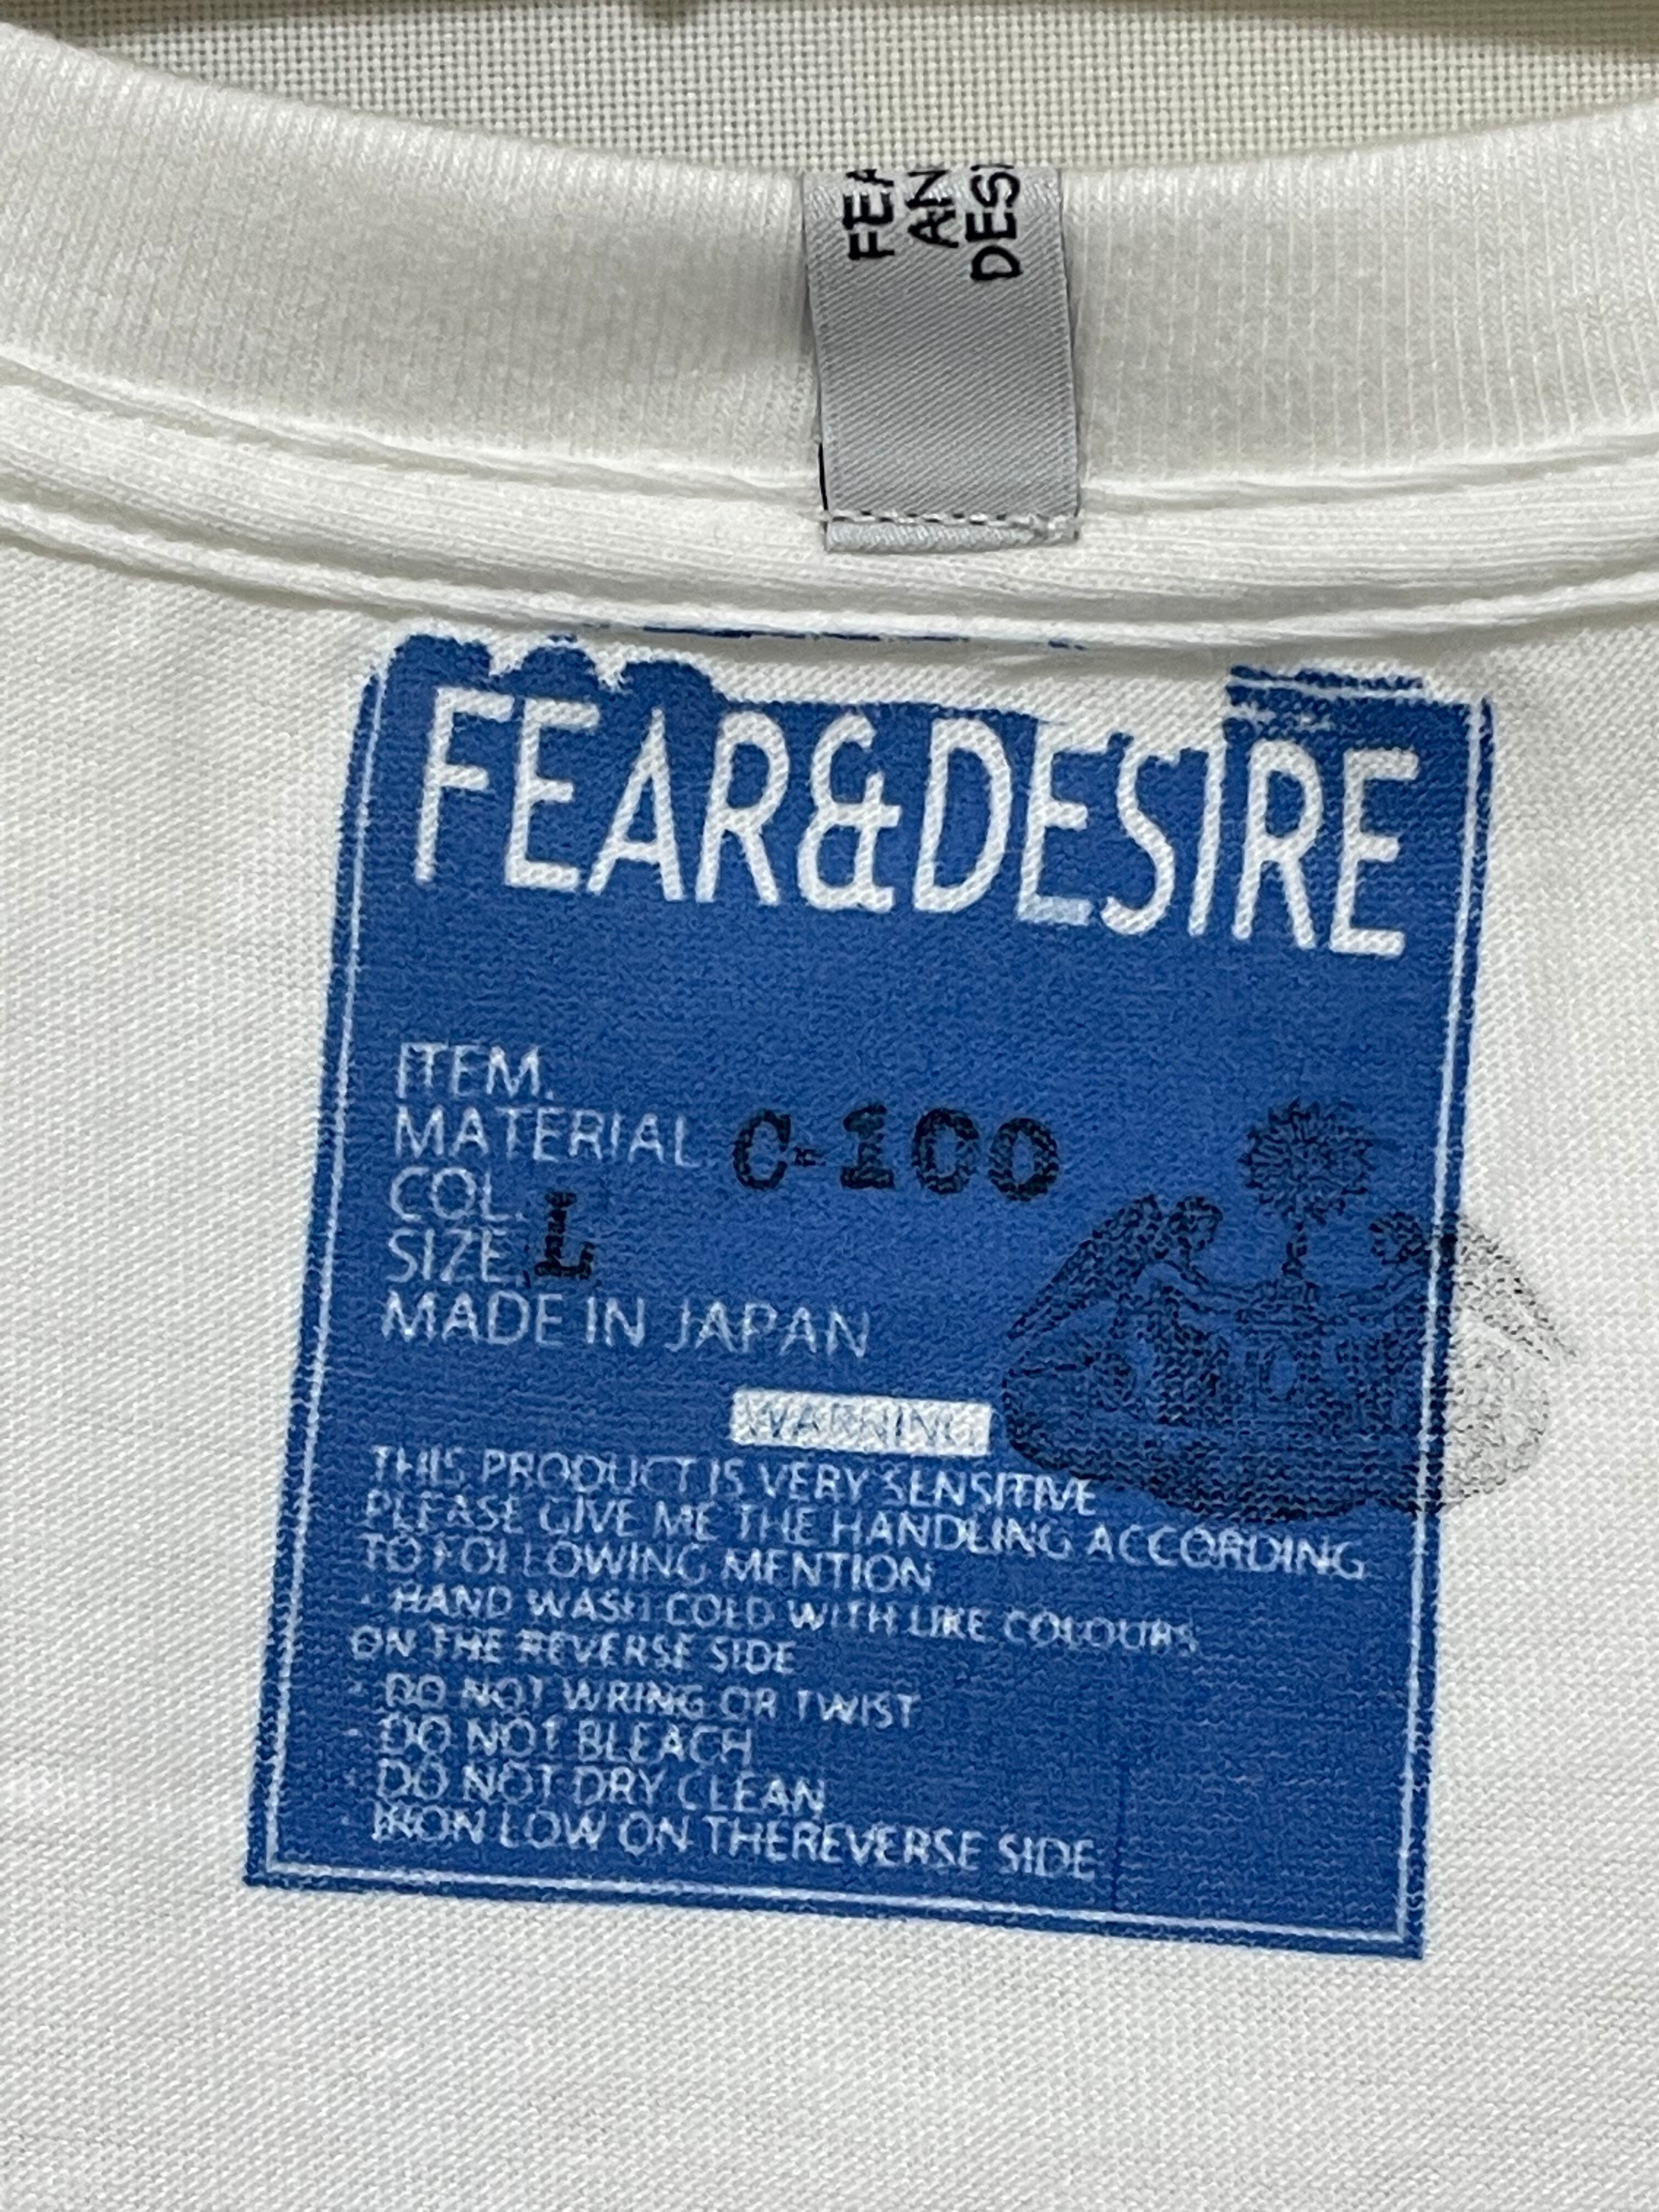 FEA
AN
DESI
FEAR&DESIRE
ITEM.
MATERIAL. C-100
COL.
SIZE. L
MADE IN JAPAN
WARNING
THIS PRODUCT IS VERY SENSITIVE
PLEASE GIVE ME THE HANDLING ACCORDING
TO FOLLOWING MENTION
· HAND WASH COLD WITH LIKE COLOURS
ON THE REVERSE SIDE
· DO NOT WRING OR TWIST
· DO NOT BLEACH
· DO NOT DRY CLEAN
· IRON LOW ON THEREVERSE SIDE